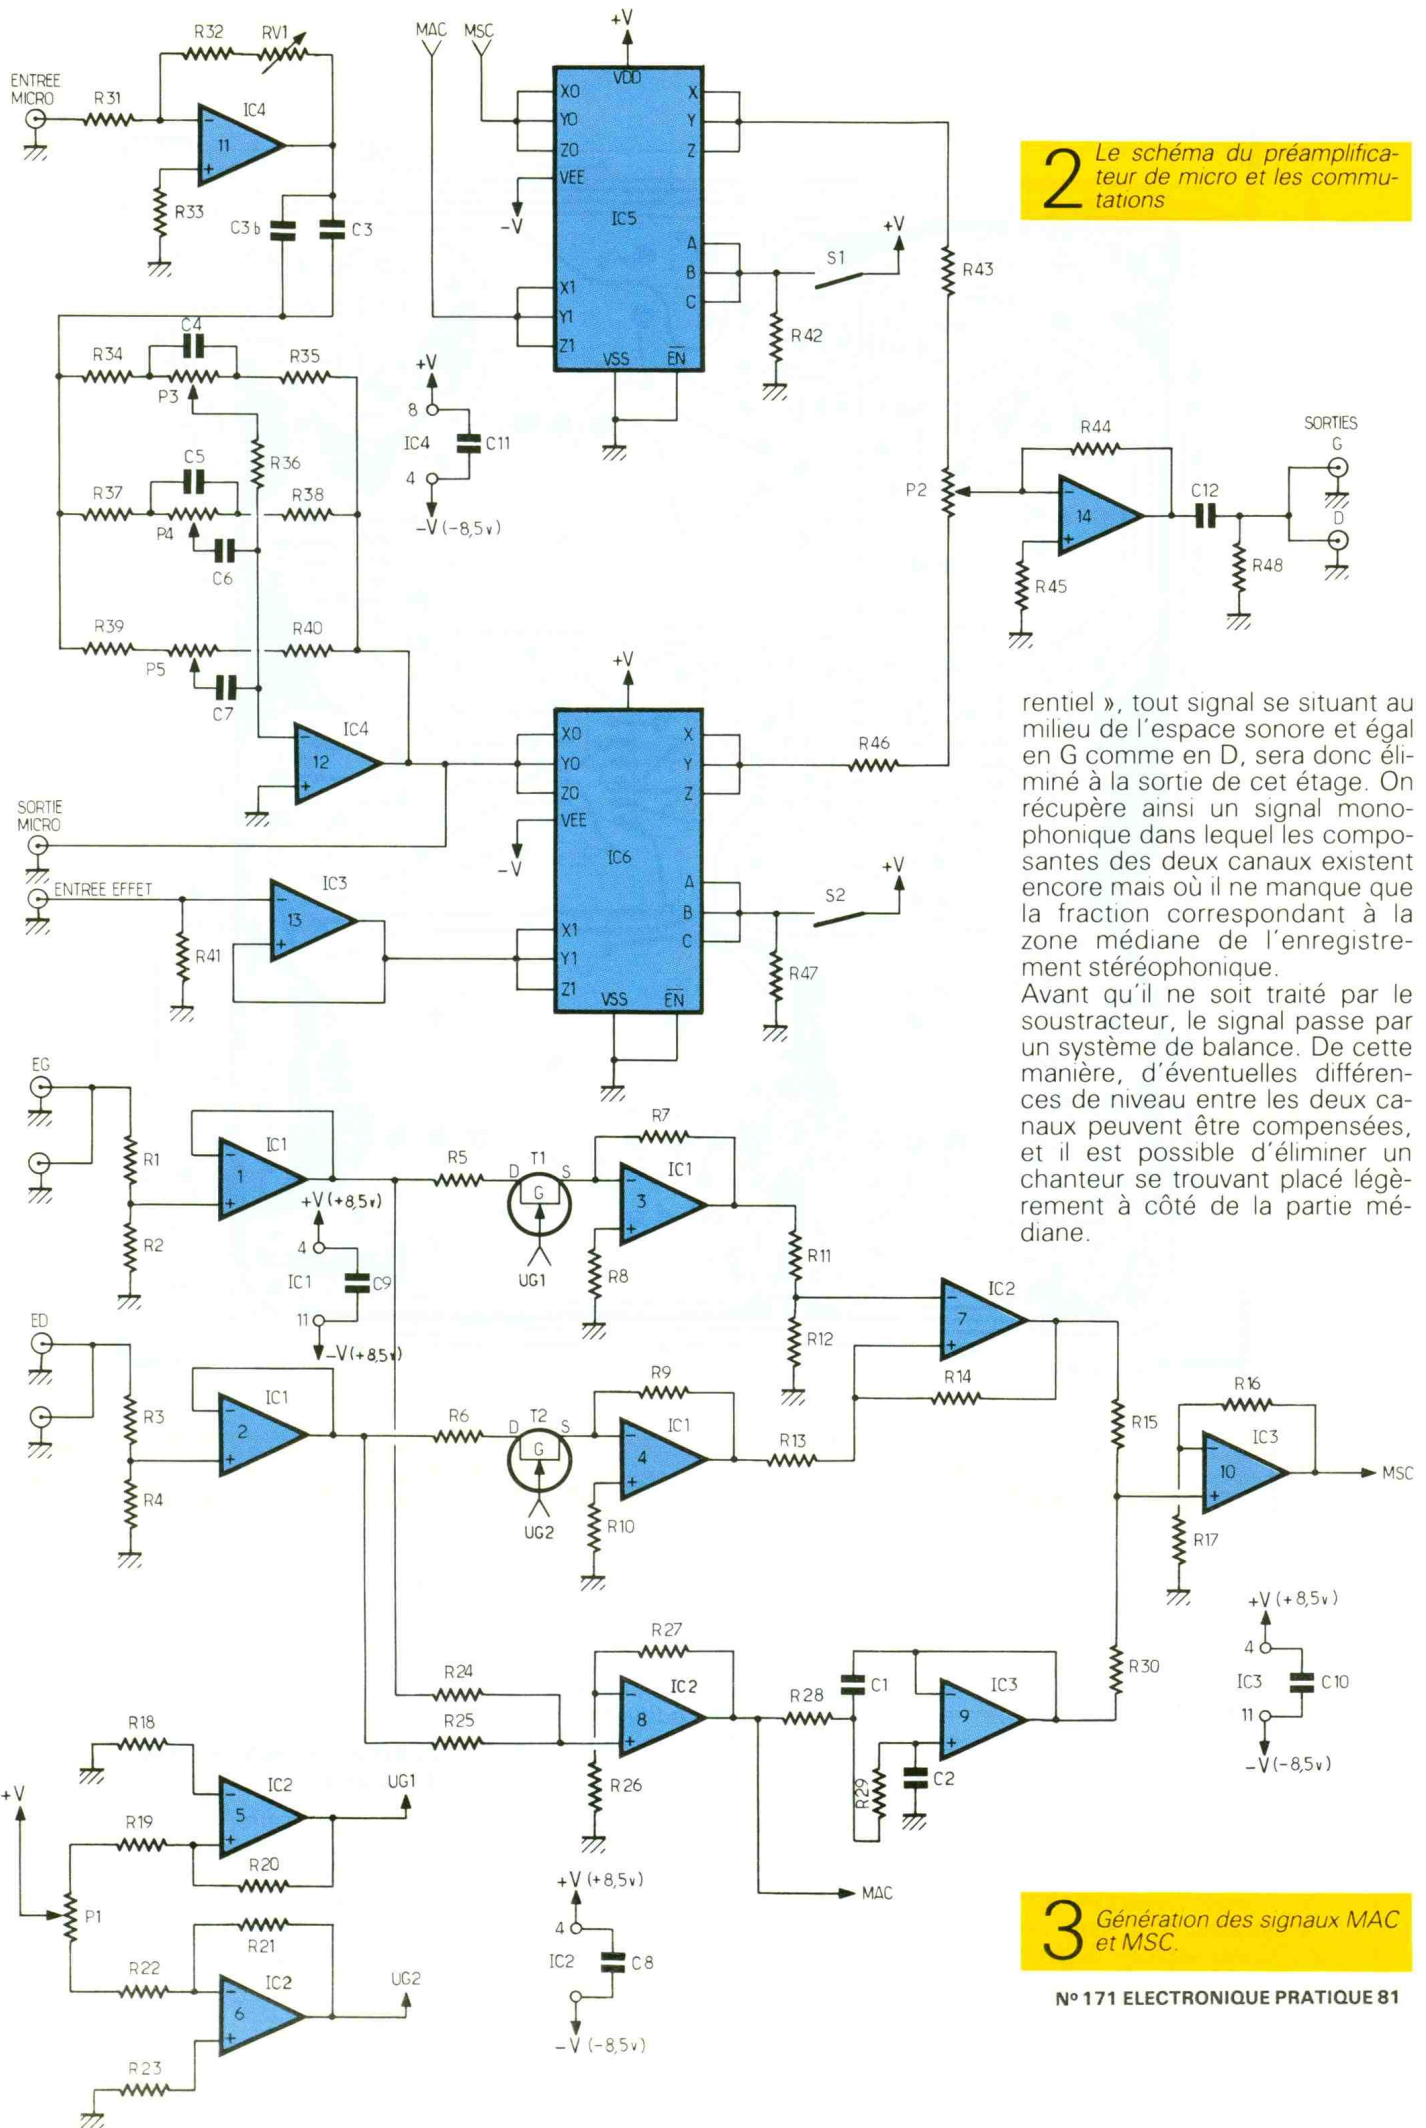 R32 RV1
ENTREE
MICRO
R31
IC4
11
-
+
R33
C3b C3
MAC MSC
+V
VDD
X0
Y0
Z0
VEE
-V
X
Y
Z
IC5
A
B
C
X1
Y1
Z1
VSS EN
S1
+V
R42
R43
2 Le schéma du préamplifica-
teur de micro et les commu-
tations
C4
R34 R35
P3
R36
C5
R37 R38
P4
C6
R39 R40
P5
C7
+V
8
IC4 C11
4
-V (-8,5v)
IC4
12
-
+
P2
R44
14
-
+
R45
C12
R48
SORTIES
G
D
SORTIE
MICRO
ENTREE EFFET
R41
IC3
13
-
+
+V
X0
Y0
Z0
VEE
-V
X
Y
Z
IC6
A
B
C
X1
Y1
Z1
VSS EN
R46
S2
+V
R47
rentiel », tout signal se situant au
milieu de l'espace sonore et égal
en G comme en D, sera donc éli-
miné à la sortie de cet étage. On
récupère ainsi un signal mono-
phonique dans lequel les compo-
santes des deux canaux existent
encore mais où il ne manque que
la fraction correspondant à la
zone médiane de l'enregistre-
ment stéréophonique.
Avant qu'il ne soit traité par le
soustracteur, le signal passe par
un système de balance. De cette
manière, d'éventuelles différen-
ces de niveau entre les deux ca-
naux peuvent être compensées,
et il est possible d'éliminer un
chanteur se trouvant placé légè-
rement à côté de la partie mé-
diane.
EG
R1
R2
IC1
1
-
+
+V (+8,5v)
4
IC1 C9
11
-V (+8,5v)
R5
D T1 S
G
UG1
R7
IC1
3
-
+
R8
R11
R12
IC2
7
-
+
R14
ED
R3
R4
IC1
2
-
+
R6
D T2 S
G
UG2
R9
IC1
4
-
+
R10
R13
R15
R16
IC3
10
-
+
MSC
R17
R30
+V (+8,5v)
4
IC3 C10
11
-V (-8,5v)
R24
R25
R27
IC2
8
-
+
R26
R28
C1
R29
C2
IC3
9
-
+
MAC
R18
+V
IC2
5
-
+
UG1
R19
R20
P1
R21
R22
IC2
6
-
+
UG2
R23
+V (+8,5v)
4
IC2 C8
-V (-8,5v)
3 Génération des signaux MAC
et MSC.
Nº 171 ELECTRONIQUE PRATIQUE 81